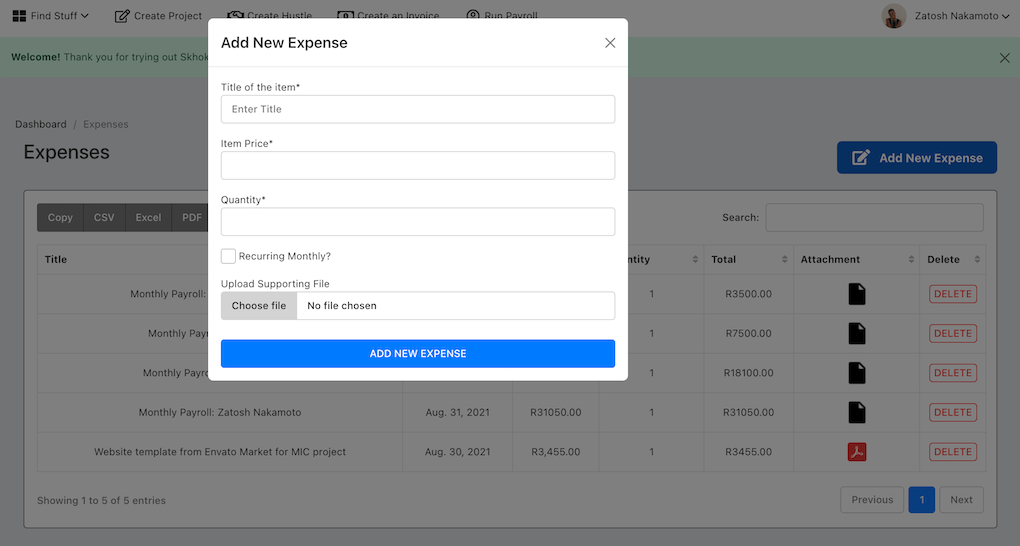 Find Stuff Create Project Create Hustle Create an Invoice Run Payroll Zatosh Nakamoto
Welcome! Thank you for trying out Skhok
Add New Expense
Title of the item*
Enter Title
Item Price*
Quantity*
Recurring Monthly?
Upload Supporting File
Choose file No file chosen
ADD NEW EXPENSE
Dashboard / Expenses
Expenses
Add New Expense
Copy CSV Excel PDF Search:
Title ntity Total Attachment Delete
Monthly Payroll: 1 R3500.00 DELETE
Monthly Payr 1 R7500.00 DELETE
Monthly Pay 1 R18100.00 DELETE
Monthly Payroll: Zatosh Nakamoto Aug. 31, 2021 R31050.00 1 R31050.00 DELETE
Website template from Envato Market for MIC project Aug. 30, 2021 R3,455.00 1 R3455.00 DELETE
Showing 1 to 5 of 5 entries Previous 1 Next